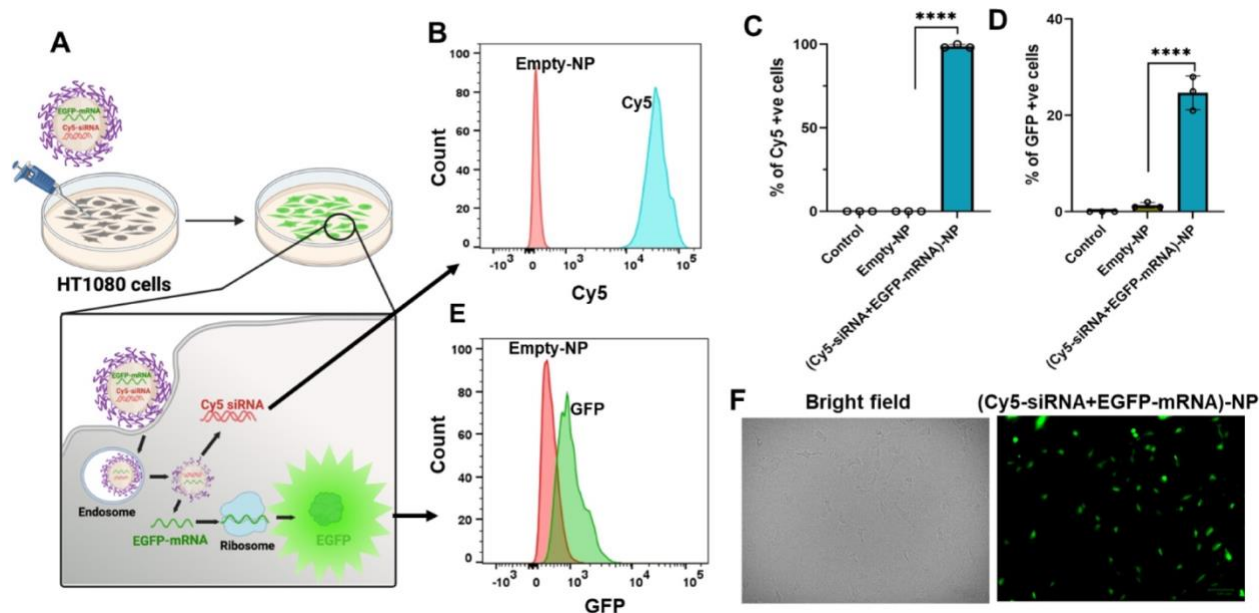 A
EGFP-mRNA
Cy5-siRNA
HT1080 cells
EGFP-mRNA
Cy5-siRNA
Cy5 siRNA
Endosome
EGFP-mRNA
Ribosome
EGFP
B
Count
100
80
60
40
20
0
Empty-NP
Cy5
-10³ 0 10³ 10⁴ 10⁵
Cy5
C
% of Cy5 +ve cells
100
50
0
****
Control
Empty-NP
(Cy5-siRNA+EGFP-mRNA)-NP
D
% of GFP +ve cells
40
20
0
****
Control
Empty-NP
(Cy5-siRNA+EGFP-mRNA)-NP
E
Count
100
80
60
40
20
0
Empty-NP
GFP
-10³ 0 10³ 10⁴ 10⁵
GFP
F
Bright field
(Cy5-siRNA+EGFP-mRNA)-NP